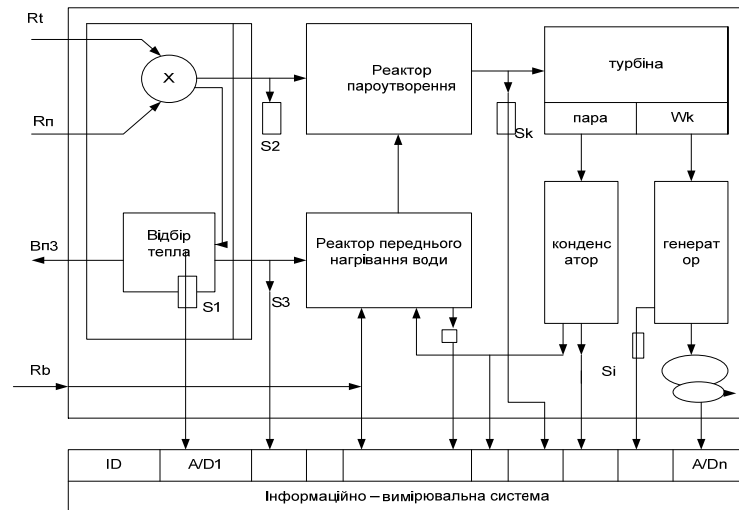 Rt
X
Rп
S2
Реактор
пароутворення
Sk
турбіна
пара
Wk
Вп3
Відбір
тепла
S1
S3
Реактор переднього
нагрівання води
конденс
атор
генерат
ор
Si
Rb
ID
A/D1
A/Dn
Інформаційно – вимірювальна система